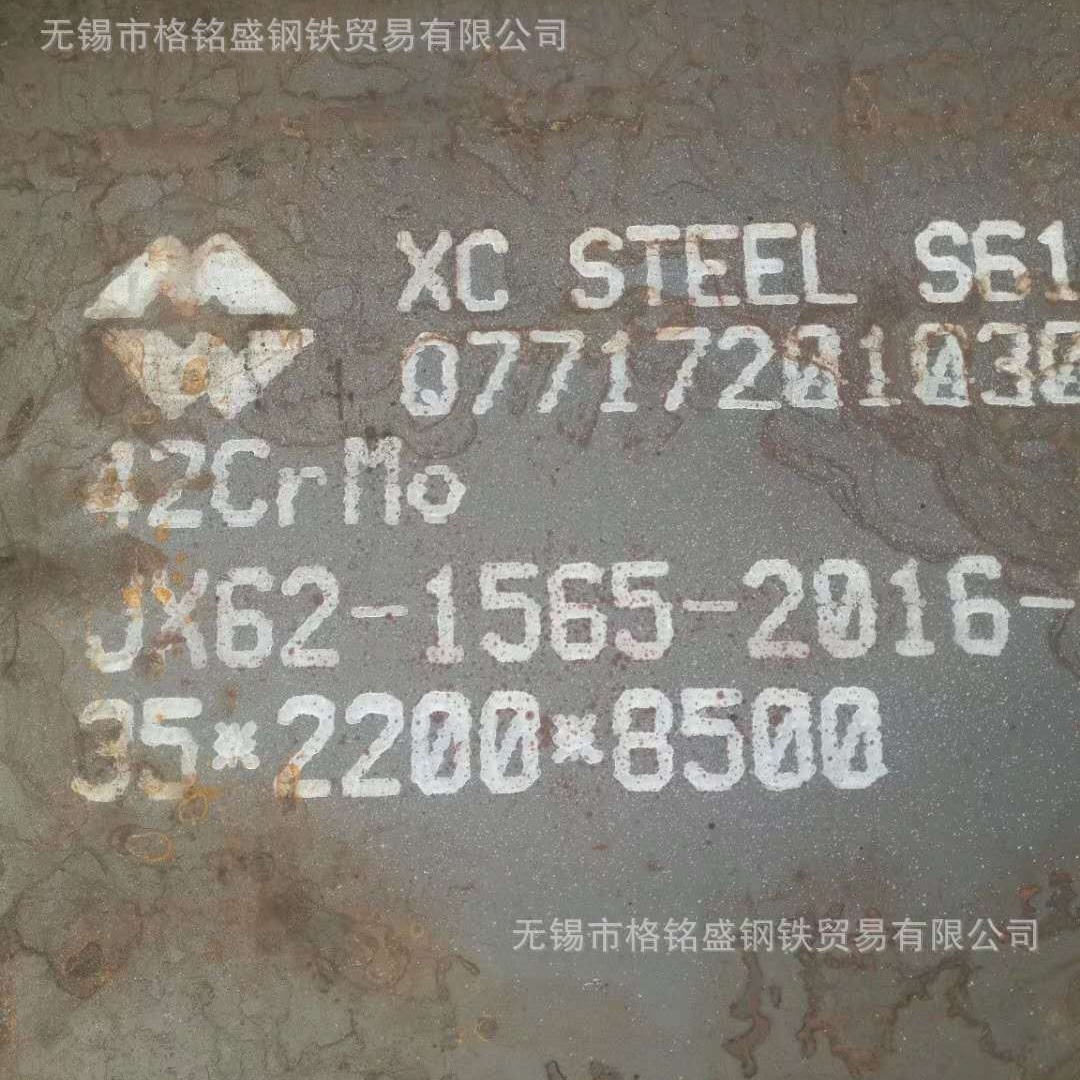 无锡市格铭盛钢铁贸易有限公司
XC STEEL S61
07717201030
42CrMo
JX62-1565-2016-
35*2200*8500
无锡市格铭盛钢铁贸易有限公司